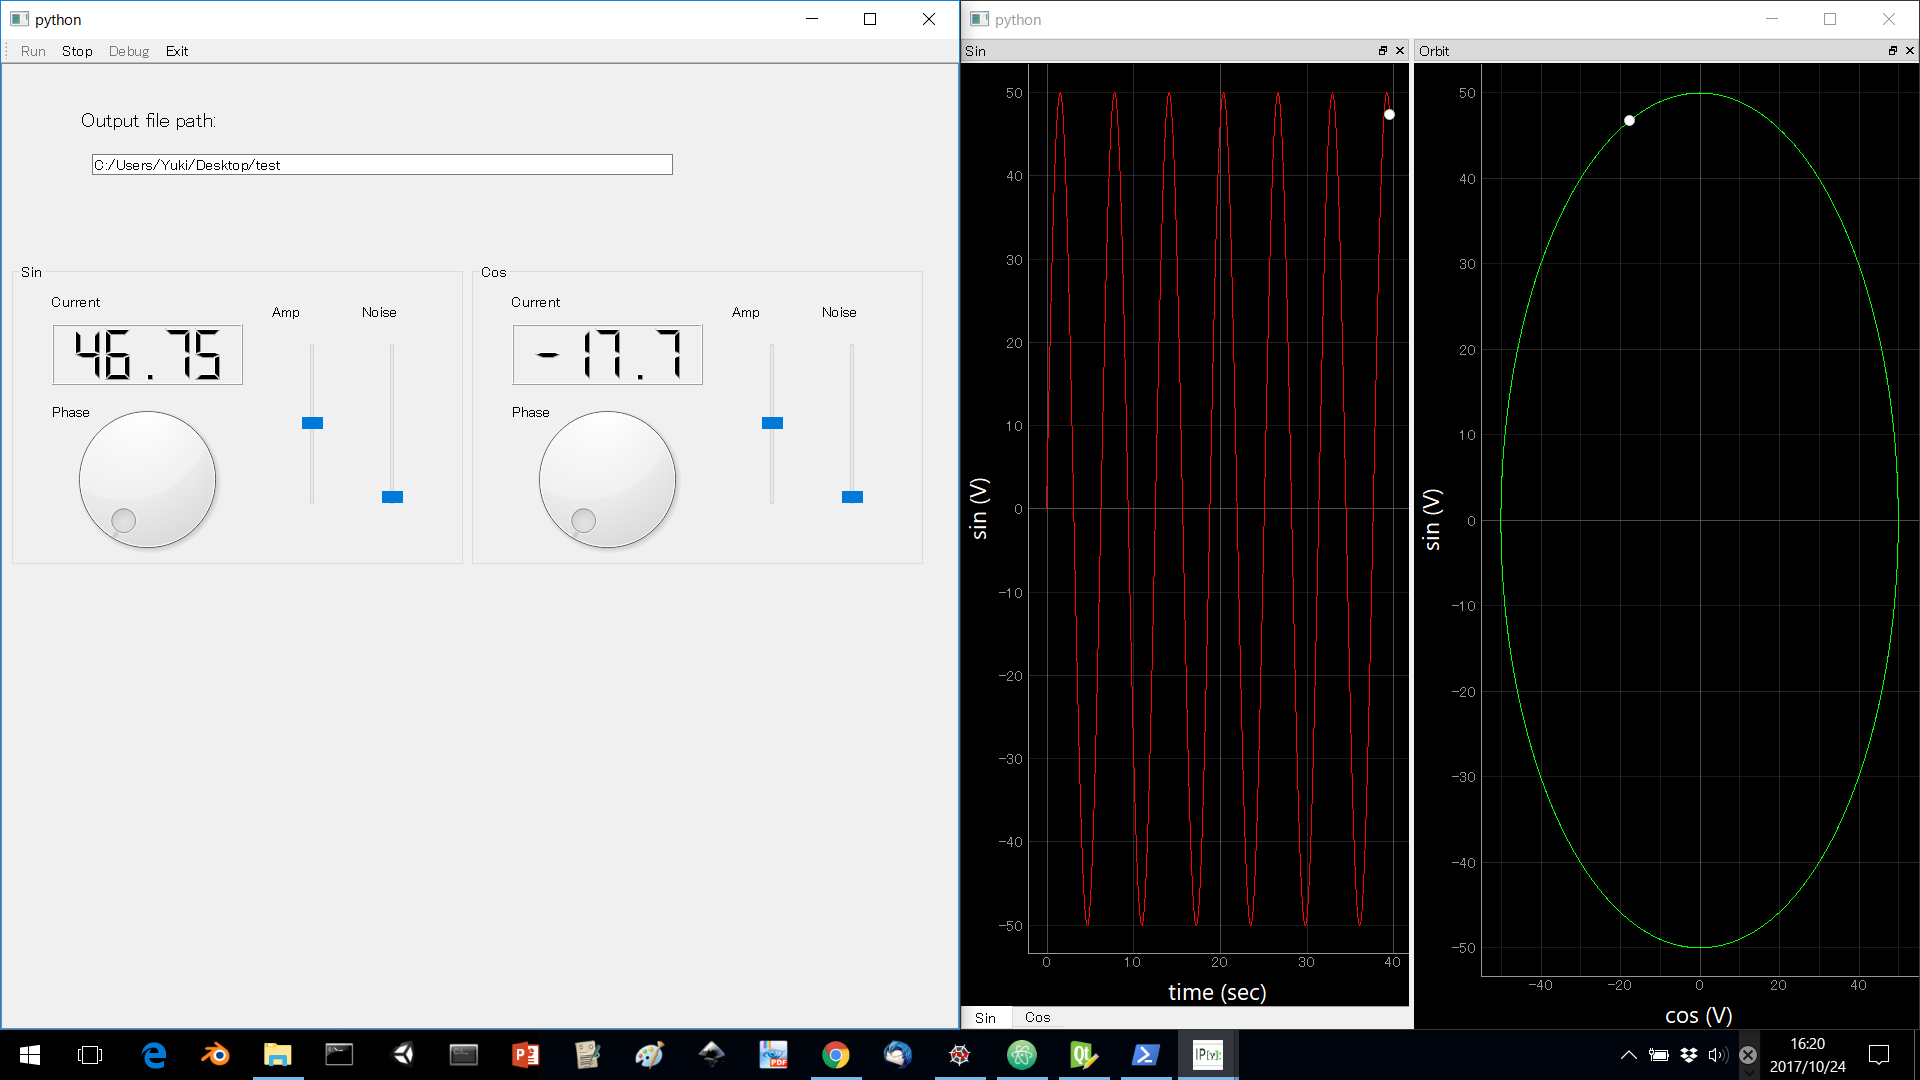 python
Run Stop Debug Exit
Output file path:
C:/Users/Yuki/Desktop/test
Sin
Current
46.75
Amp
Noise
Phase
Cos
Current
-17.7
Amp
Noise
Phase
python
Sin
50
40
30
20
10
0
-10
-20
-30
-40
-50
sin (V)
0 10 20 30 40
time (sec)
Sin Cos
Orbit
50
40
30
20
10
0
-10
-20
-30
-40
-50
sin (V)
-40 -20 0 20 40
cos (V)
PDF
Qt
IP[y]:
16:20
2017/10/24